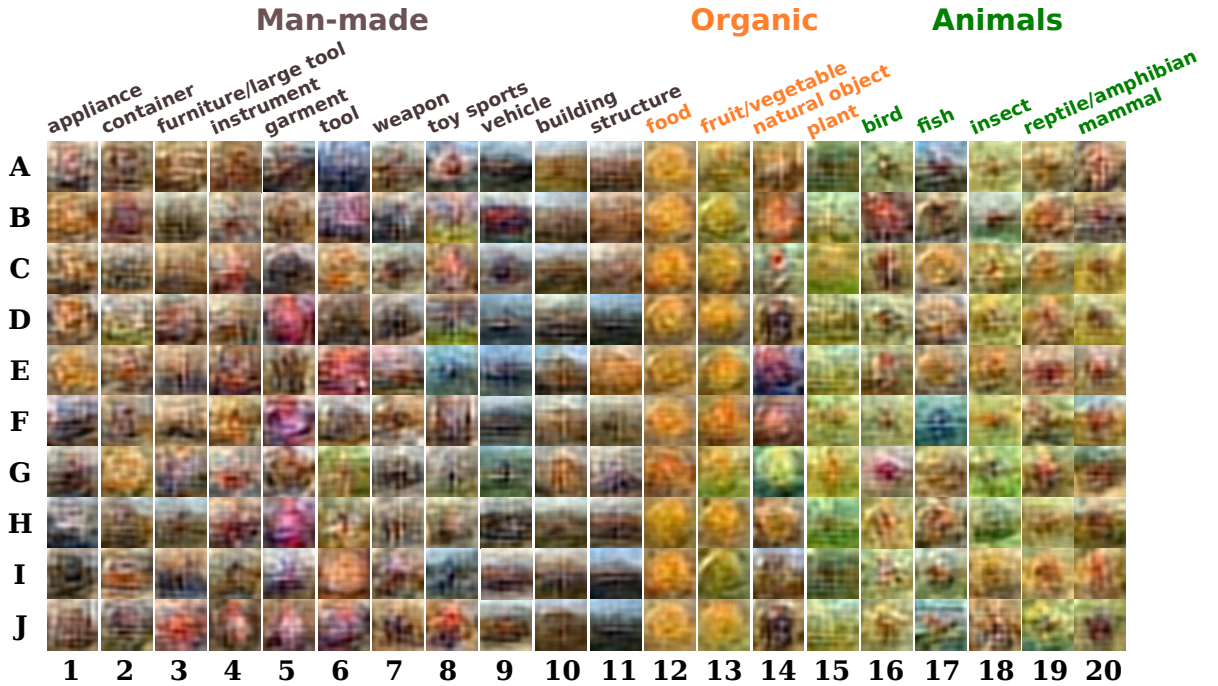 Man-made Organic Animals
appliance
container
furniture/large tool
instrument
garment
tool
weapon
toy sports
vehicle
building
structure
food
fruit/vegetable
natural object
plant
bird
fish
insect
reptile/amphibian
mammal
A
B
C
D
E
F
G
H
I
J
1 2 3 4 5 6 7 8 9 10 11 12 13 14 15 16 17 18 19 20